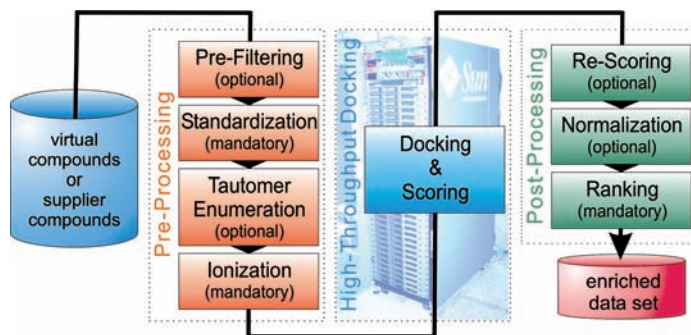 virtual
compounds
or
supplier
compounds
Pre-Processing
Pre-Filtering
(optional)
Standardization
(mandatory)
Tautomer
Enumeration
(optional)
Ionization
(mandatory)
High-Throughput Docking
Sun
Docking
&
Scoring
Post-Processing
Re-Scoring
(optional)
Normalization
(optional)
Ranking
(mandatory)
enriched
data set